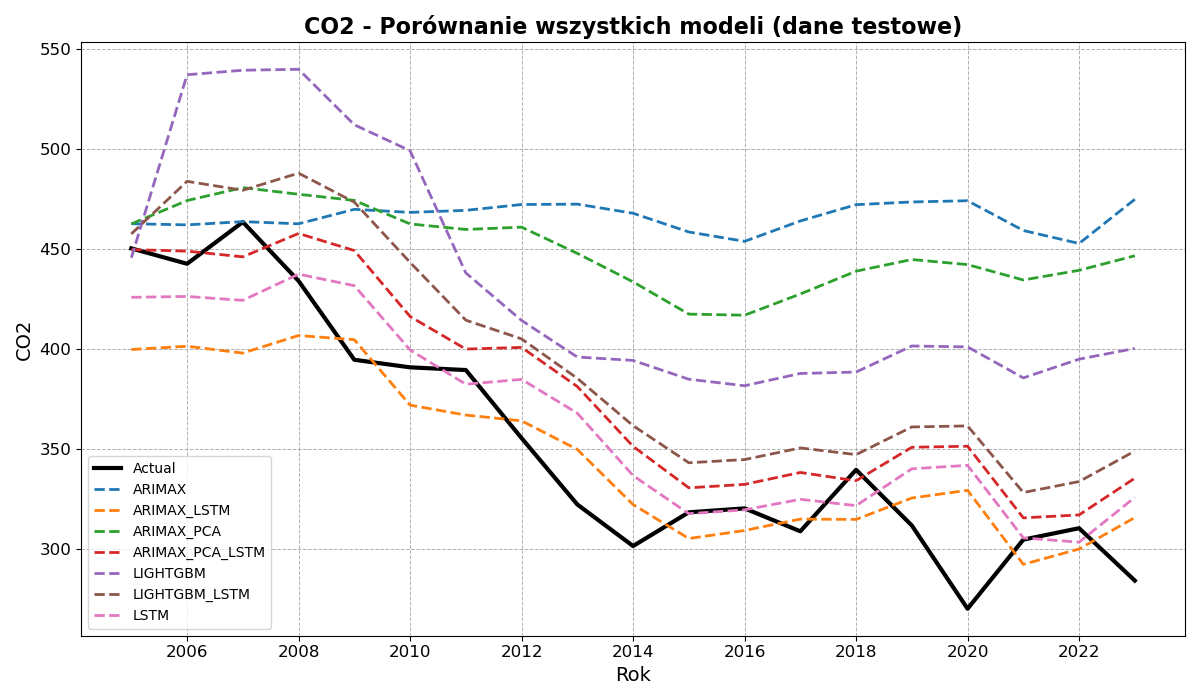 CO2 - Porównanie wszystkich modeli (dane testowe)
550
500
450
400
350
300
CO2
Actual
ARIMAX
ARIMAX_LSTM
ARIMAX_PCA
ARIMAX_PCA_LSTM
LIGHTGBM
LIGHTGBM_LSTM
LSTM
2006 2008 2010 2012 2014 2016 2018 2020 2022
Rok